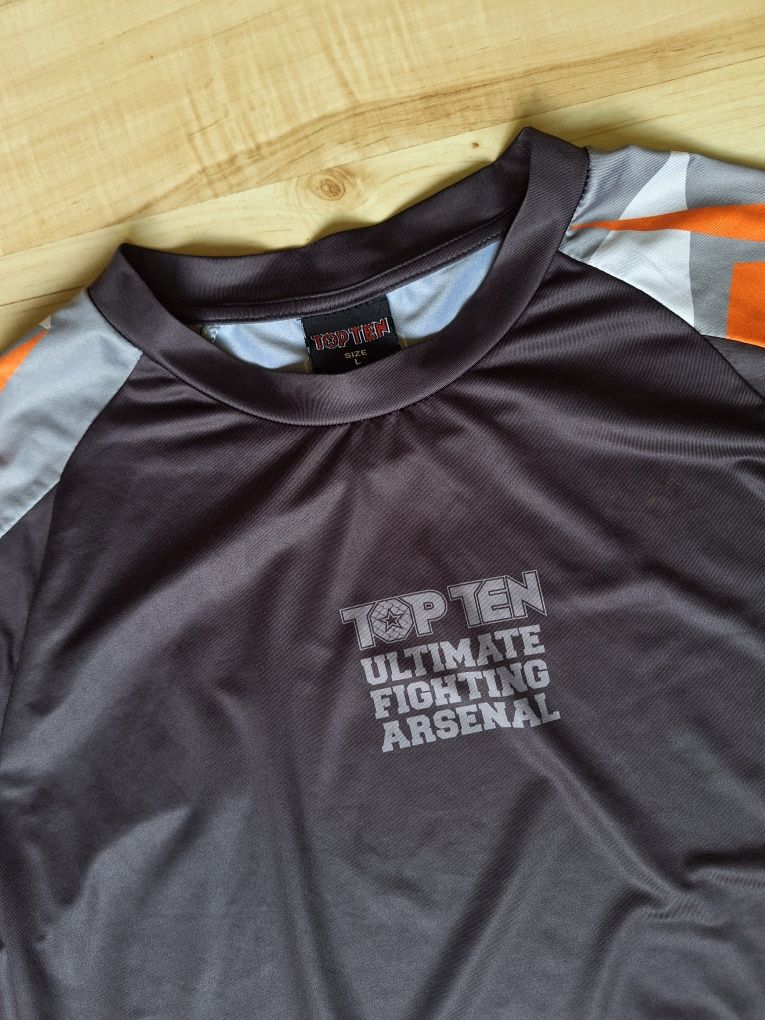 TOP TEN
SIZE
L
TOP TEN
ULTIMATE
FIGHTING
ARSENAL